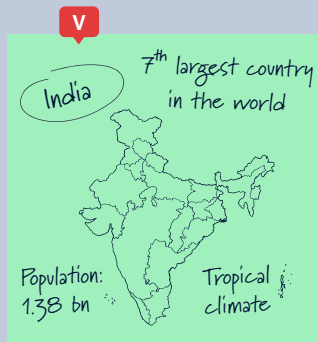 V
India
7th largest country
in the world
Population:
1.38 bn
Tropical
climate